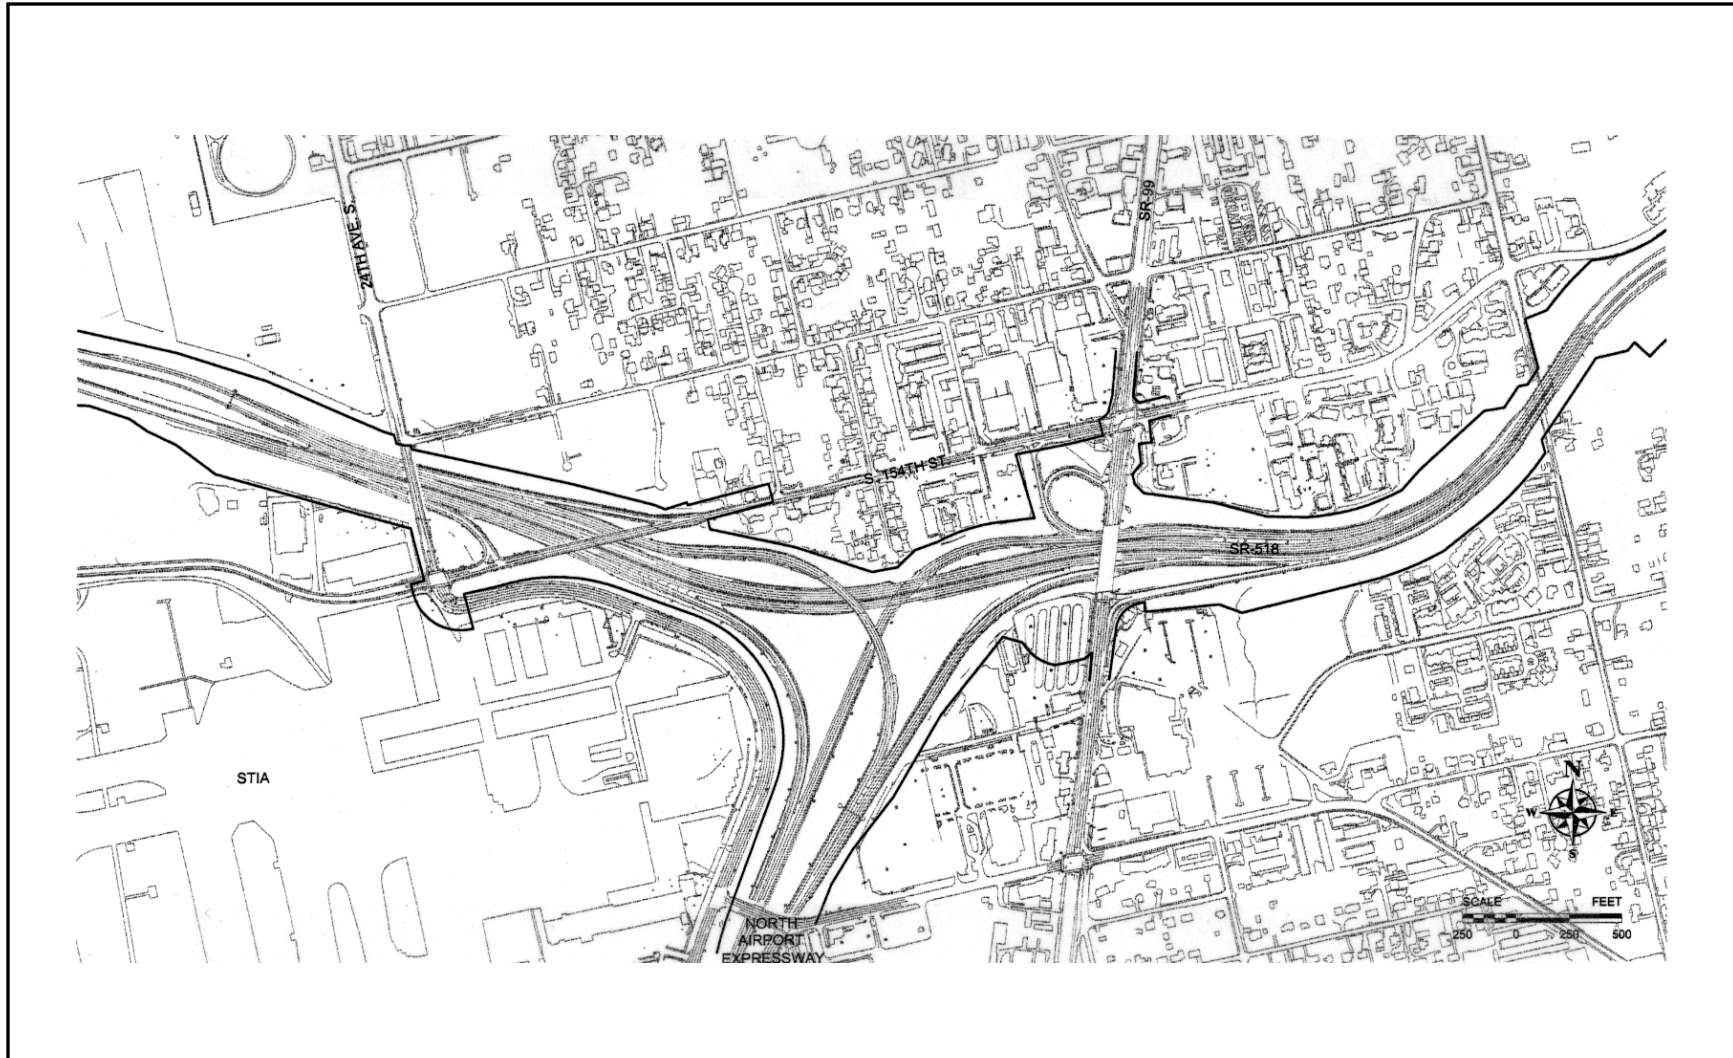 SR-99
24TH AVE. S.
S. 154TH ST.
SR-518
STIA
N
W E
S
SCALE FEET
250 0 250 500
NORTH
AIRPORT
EXPRESSWAY